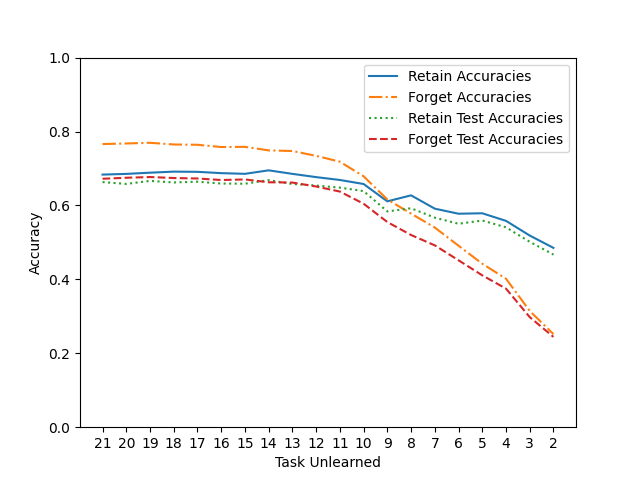 1.0
0.8
0.6
0.4
0.2
0.0
Accuracy
Retain Accuracies
Forget Accuracies
Retain Test Accuracies
Forget Test Accuracies
21 20 19 18 17 16 15 14 13 12 11 10 9 8 7 6 5 4 3 2
Task Unlearned